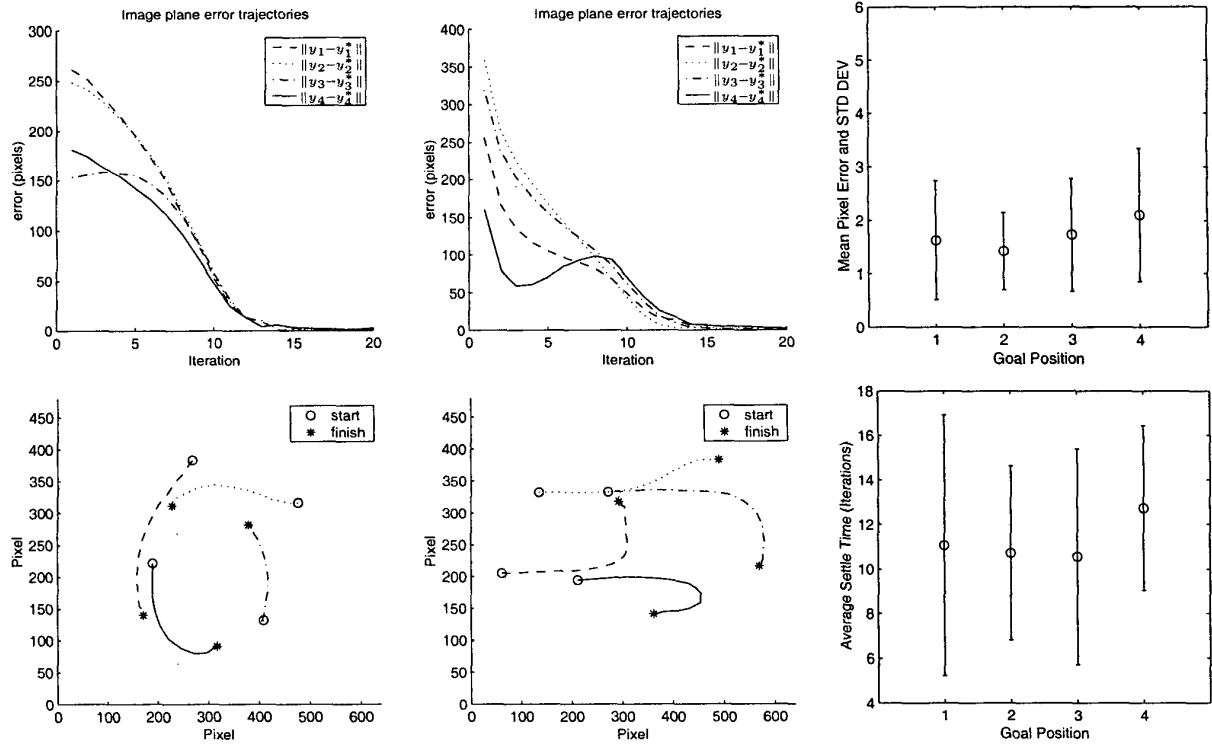 Image plane error trajectories
300
250
200
150
100
50
0
error (pixels)
0 5 10 15 20
Iteration
‖y₁−y₁*‖
‖y₂−y₂*‖
‖y₃−y₃*‖
‖y₄−y₄*‖
Image plane error trajectories
400
350
300
250
200
150
100
50
0
error (pixels)
0 5 10 15 20
Iteration
‖y₁−y₁*‖
‖y₂−y₂*‖
‖y₃−y₃*‖
‖y₄−y₄*‖
6
5
4
3
2
1
0
Mean Pixel Error and STD DEV
1 2 3 4
Goal Position
450
400
350
300
250
200
150
100
50
0
Pixel
0 100 200 300 400 500 600
Pixel
start
finish
450
400
350
300
250
200
150
100
50
0
Pixel
0 100 200 300 400 500 600
Pixel
start
finish
18
16
14
12
10
8
6
4
Average Settle Time (Iterations)
1 2 3 4
Goal Position